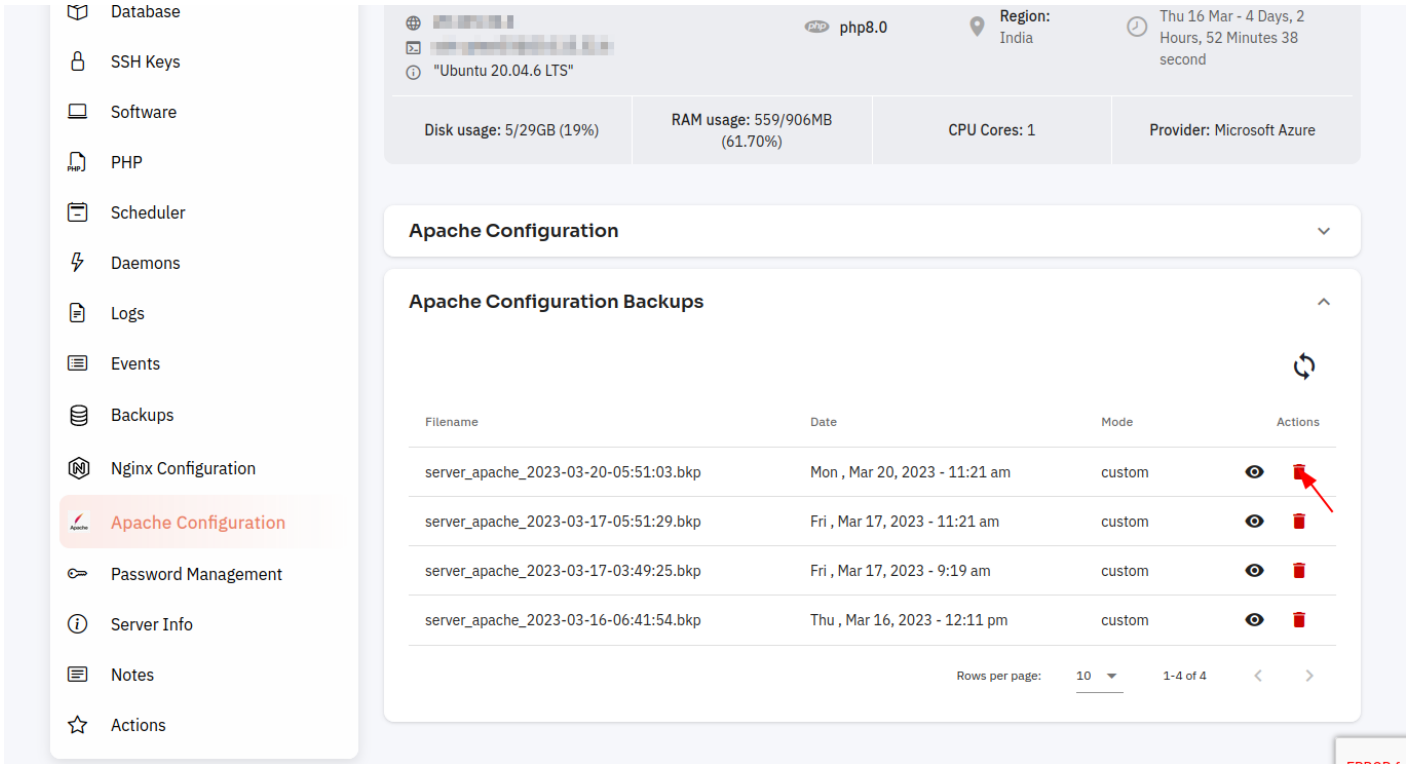 Database
SSH Keys
Software
PHP
Scheduler
Daemons
Logs
Events
Backups
Nginx Configuration
Apache Configuration
Password Management
Server Info
Notes
Actions
"Ubuntu 20.04.6 LTS"
php php8.0
Region:
India
Thu 16 Mar - 4 Days, 2
Hours, 52 Minutes 38
second
Disk usage: 5/29GB (19%)
RAM usage: 559/906MB
(61.70%)
CPU Cores: 1
Provider: Microsoft Azure
Apache Configuration
Apache Configuration Backups
Filename Date Mode Actions
server_apache_2023-03-20-05:51:03.bkp Mon , Mar 20, 2023 - 11:21 am custom
server_apache_2023-03-17-05:51:29.bkp Fri , Mar 17, 2023 - 11:21 am custom
server_apache_2023-03-17-03:49:25.bkp Fri , Mar 17, 2023 - 9:19 am custom
server_apache_2023-03-16-06:41:54.bkp Thu , Mar 16, 2023 - 12:11 pm custom
Rows per page: 10 1-4 of 4